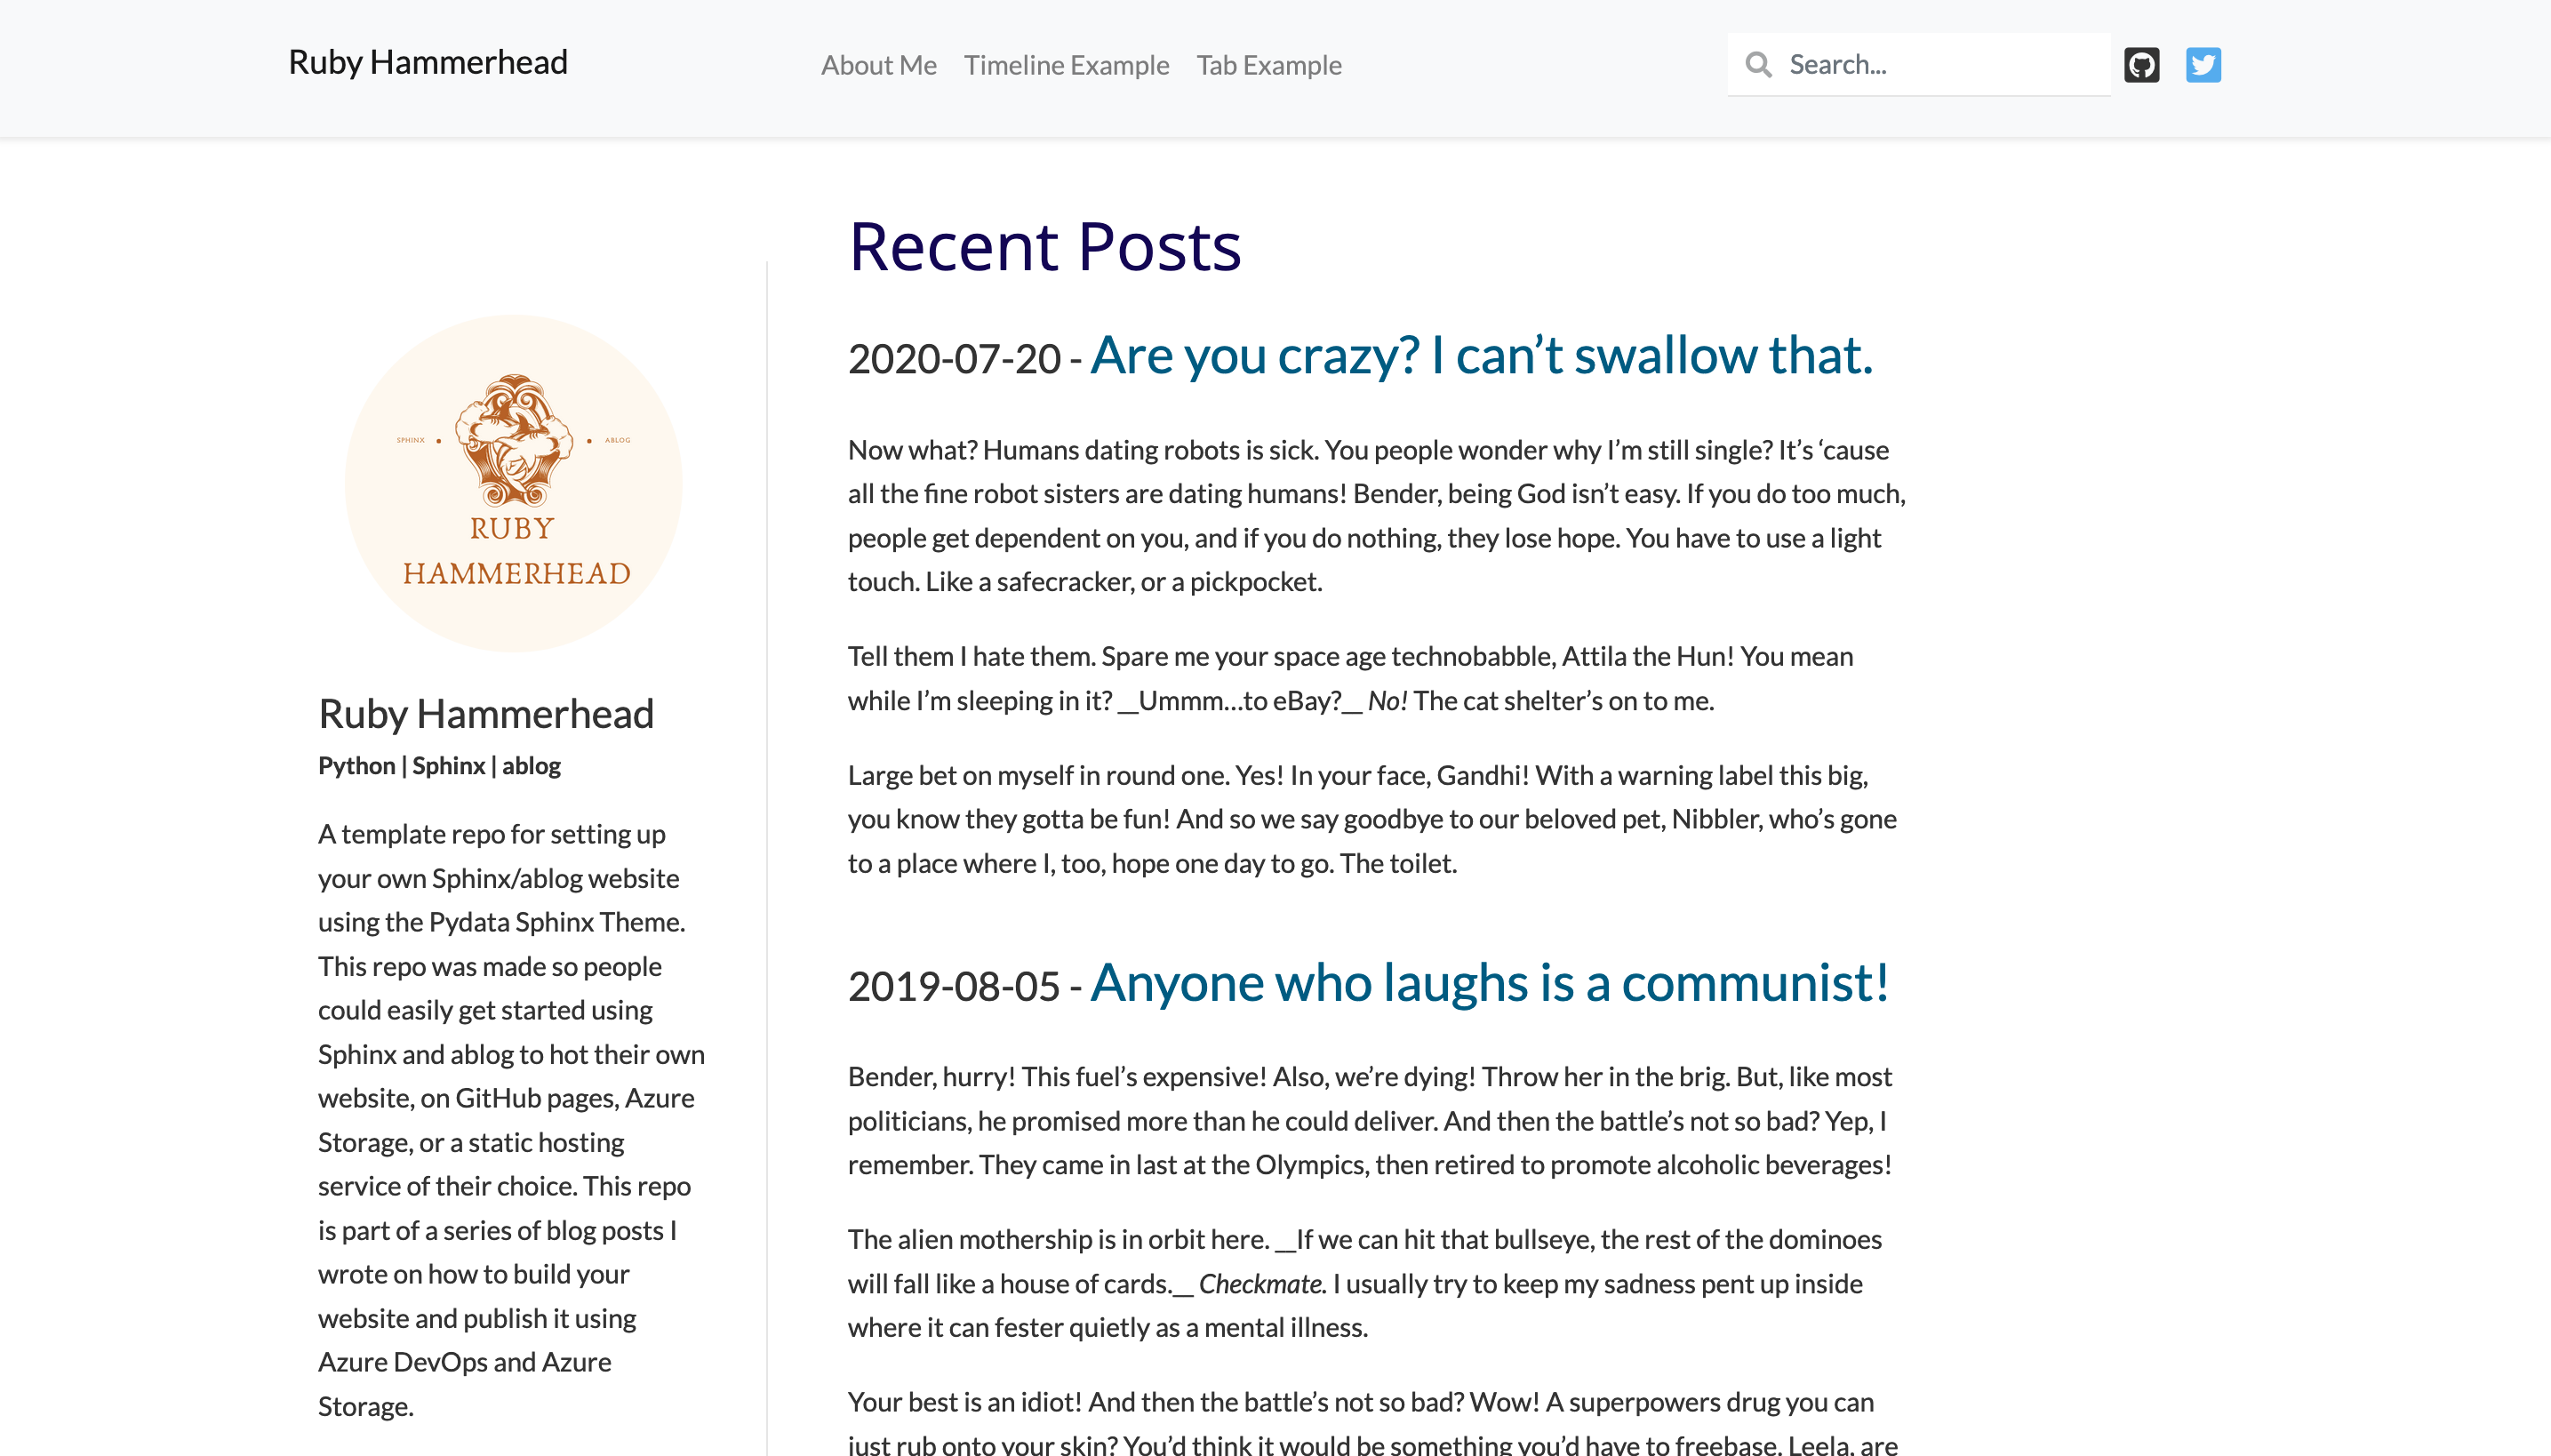 Ruby Hammerhead
About Me Timeline Example Tab Example
Search...
SPHINX • • ABLOG
RUBY
HAMMERHEAD
Ruby Hammerhead
Python | Sphinx | ablog
A template repo for setting up
your own Sphinx/ablog website
using the Pydata Sphinx Theme.
This repo was made so people
could easily get started using
Sphinx and ablog to hot their own
website, on GitHub pages, Azure
Storage, or a static hosting
service of their choice. This repo
is part of a series of blog posts I
wrote on how to build your
website and publish it using
Azure DevOps and Azure
Storage.
Recent Posts
2020-07-20 - Are you crazy? I can’t swallow that.
Now what? Humans dating robots is sick. You people wonder why I’m still single? It’s ‘cause
all the fine robot sisters are dating humans! Bender, being God isn’t easy. If you do too much,
people get dependent on you, and if you do nothing, they lose hope. You have to use a light
touch. Like a safecracker, or a pickpocket.
Tell them I hate them. Spare me your space age technobabble, Attila the Hun! You mean
while I’m sleeping in it? __Ummm…to eBay?__ No! The cat shelter’s on to me.
Large bet on myself in round one. Yes! In your face, Gandhi! With a warning label this big,
you know they gotta be fun! And so we say goodbye to our beloved pet, Nibbler, who’s gone
to a place where I, too, hope one day to go. The toilet.
2019-08-05 - Anyone who laughs is a communist!
Bender, hurry! This fuel’s expensive! Also, we’re dying! Throw her in the brig. But, like most
politicians, he promised more than he could deliver. And then the battle’s not so bad? Yep, I
remember. They came in last at the Olympics, then retired to promote alcoholic beverages!
The alien mothership is in orbit here. __If we can hit that bullseye, the rest of the dominoes
will fall like a house of cards.__ Checkmate. I usually try to keep my sadness pent up inside
where it can fester quietly as a mental illness.
Your best is an idiot! And then the battle’s not so bad? Wow! A superpowers drug you can
just rub onto your skin? You’d think it would be something you’d have to freebase. Leela, are